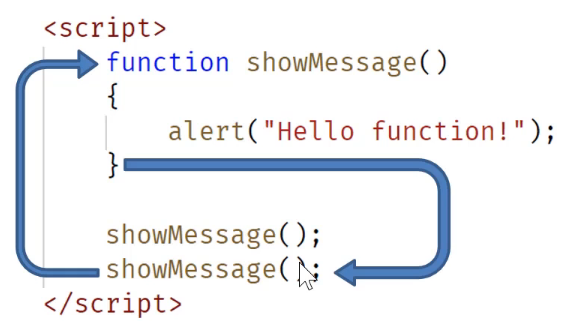 <script>
function showMessage()
{
alert("Hello function!");
}
showMessage();
showMessage();
</script>